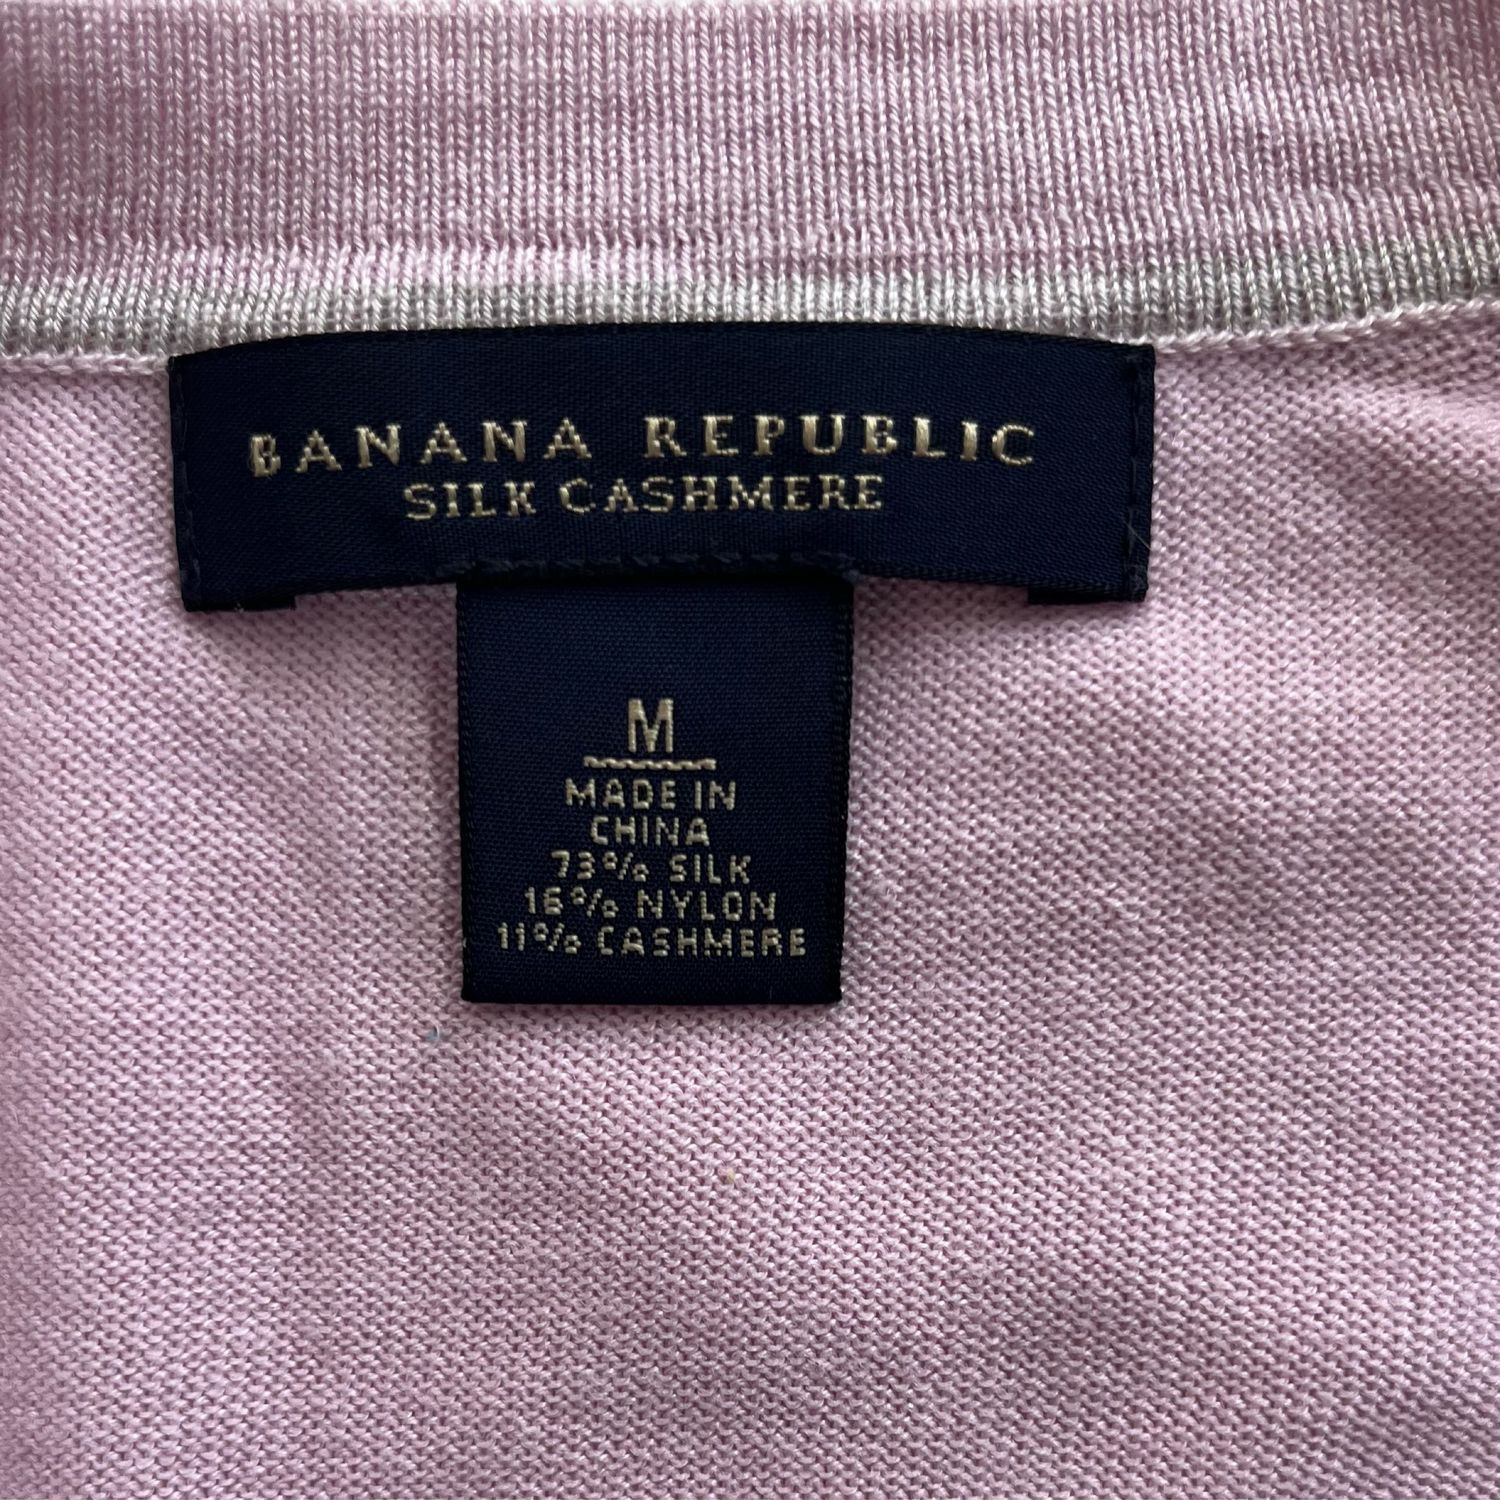 BANANA REPUBLIC
SILK CASHMERE
M
MADE IN
CHINA
73% SILK
16% NYLON
11% CASHMERE